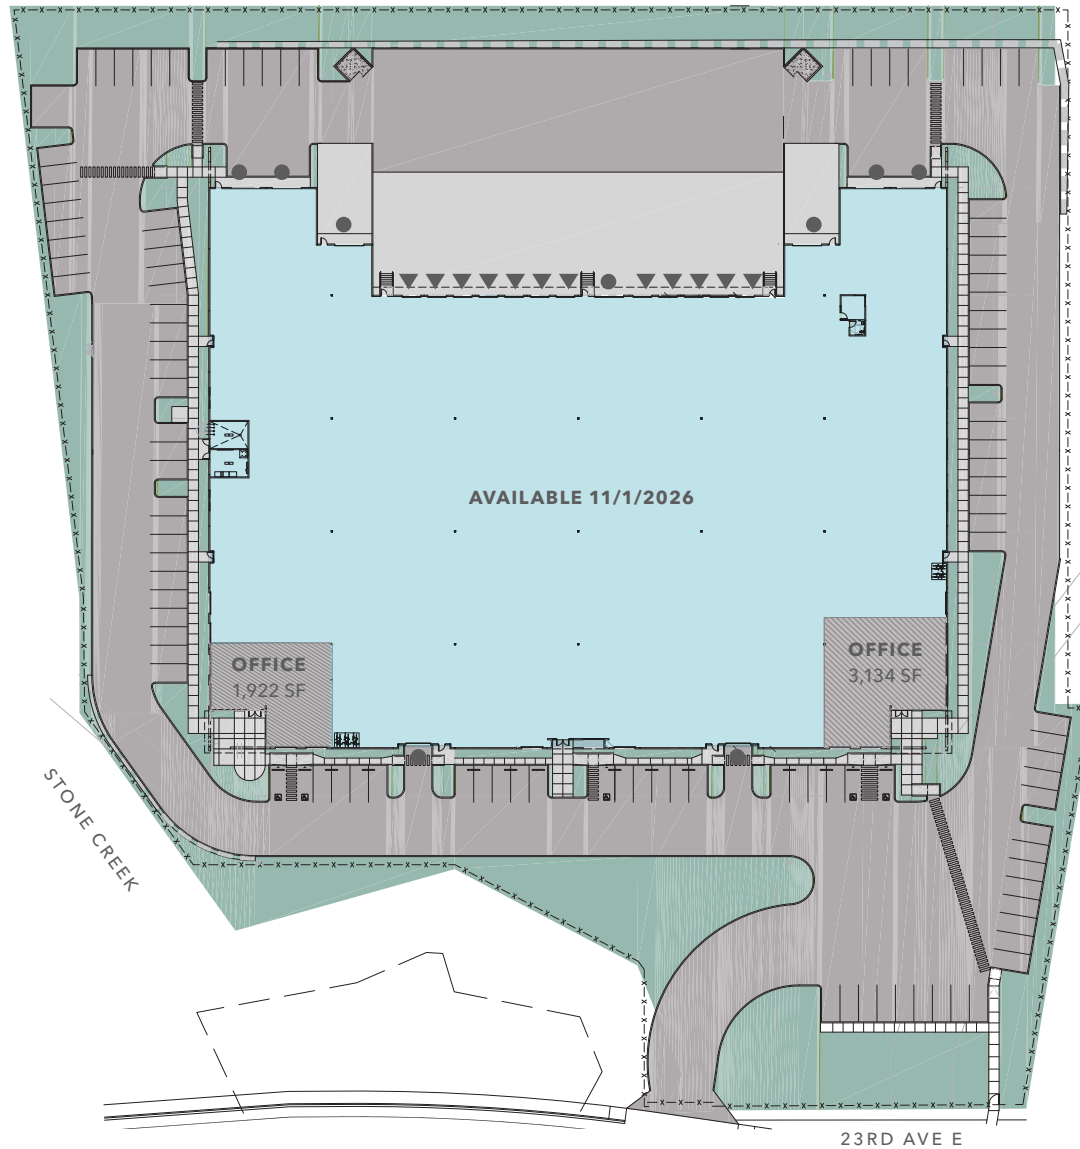 AVAILABLE 11/1/2026
OFFICE
1,922 SF
OFFICE
3,134 SF
STONE CREEK
23RD AVE E